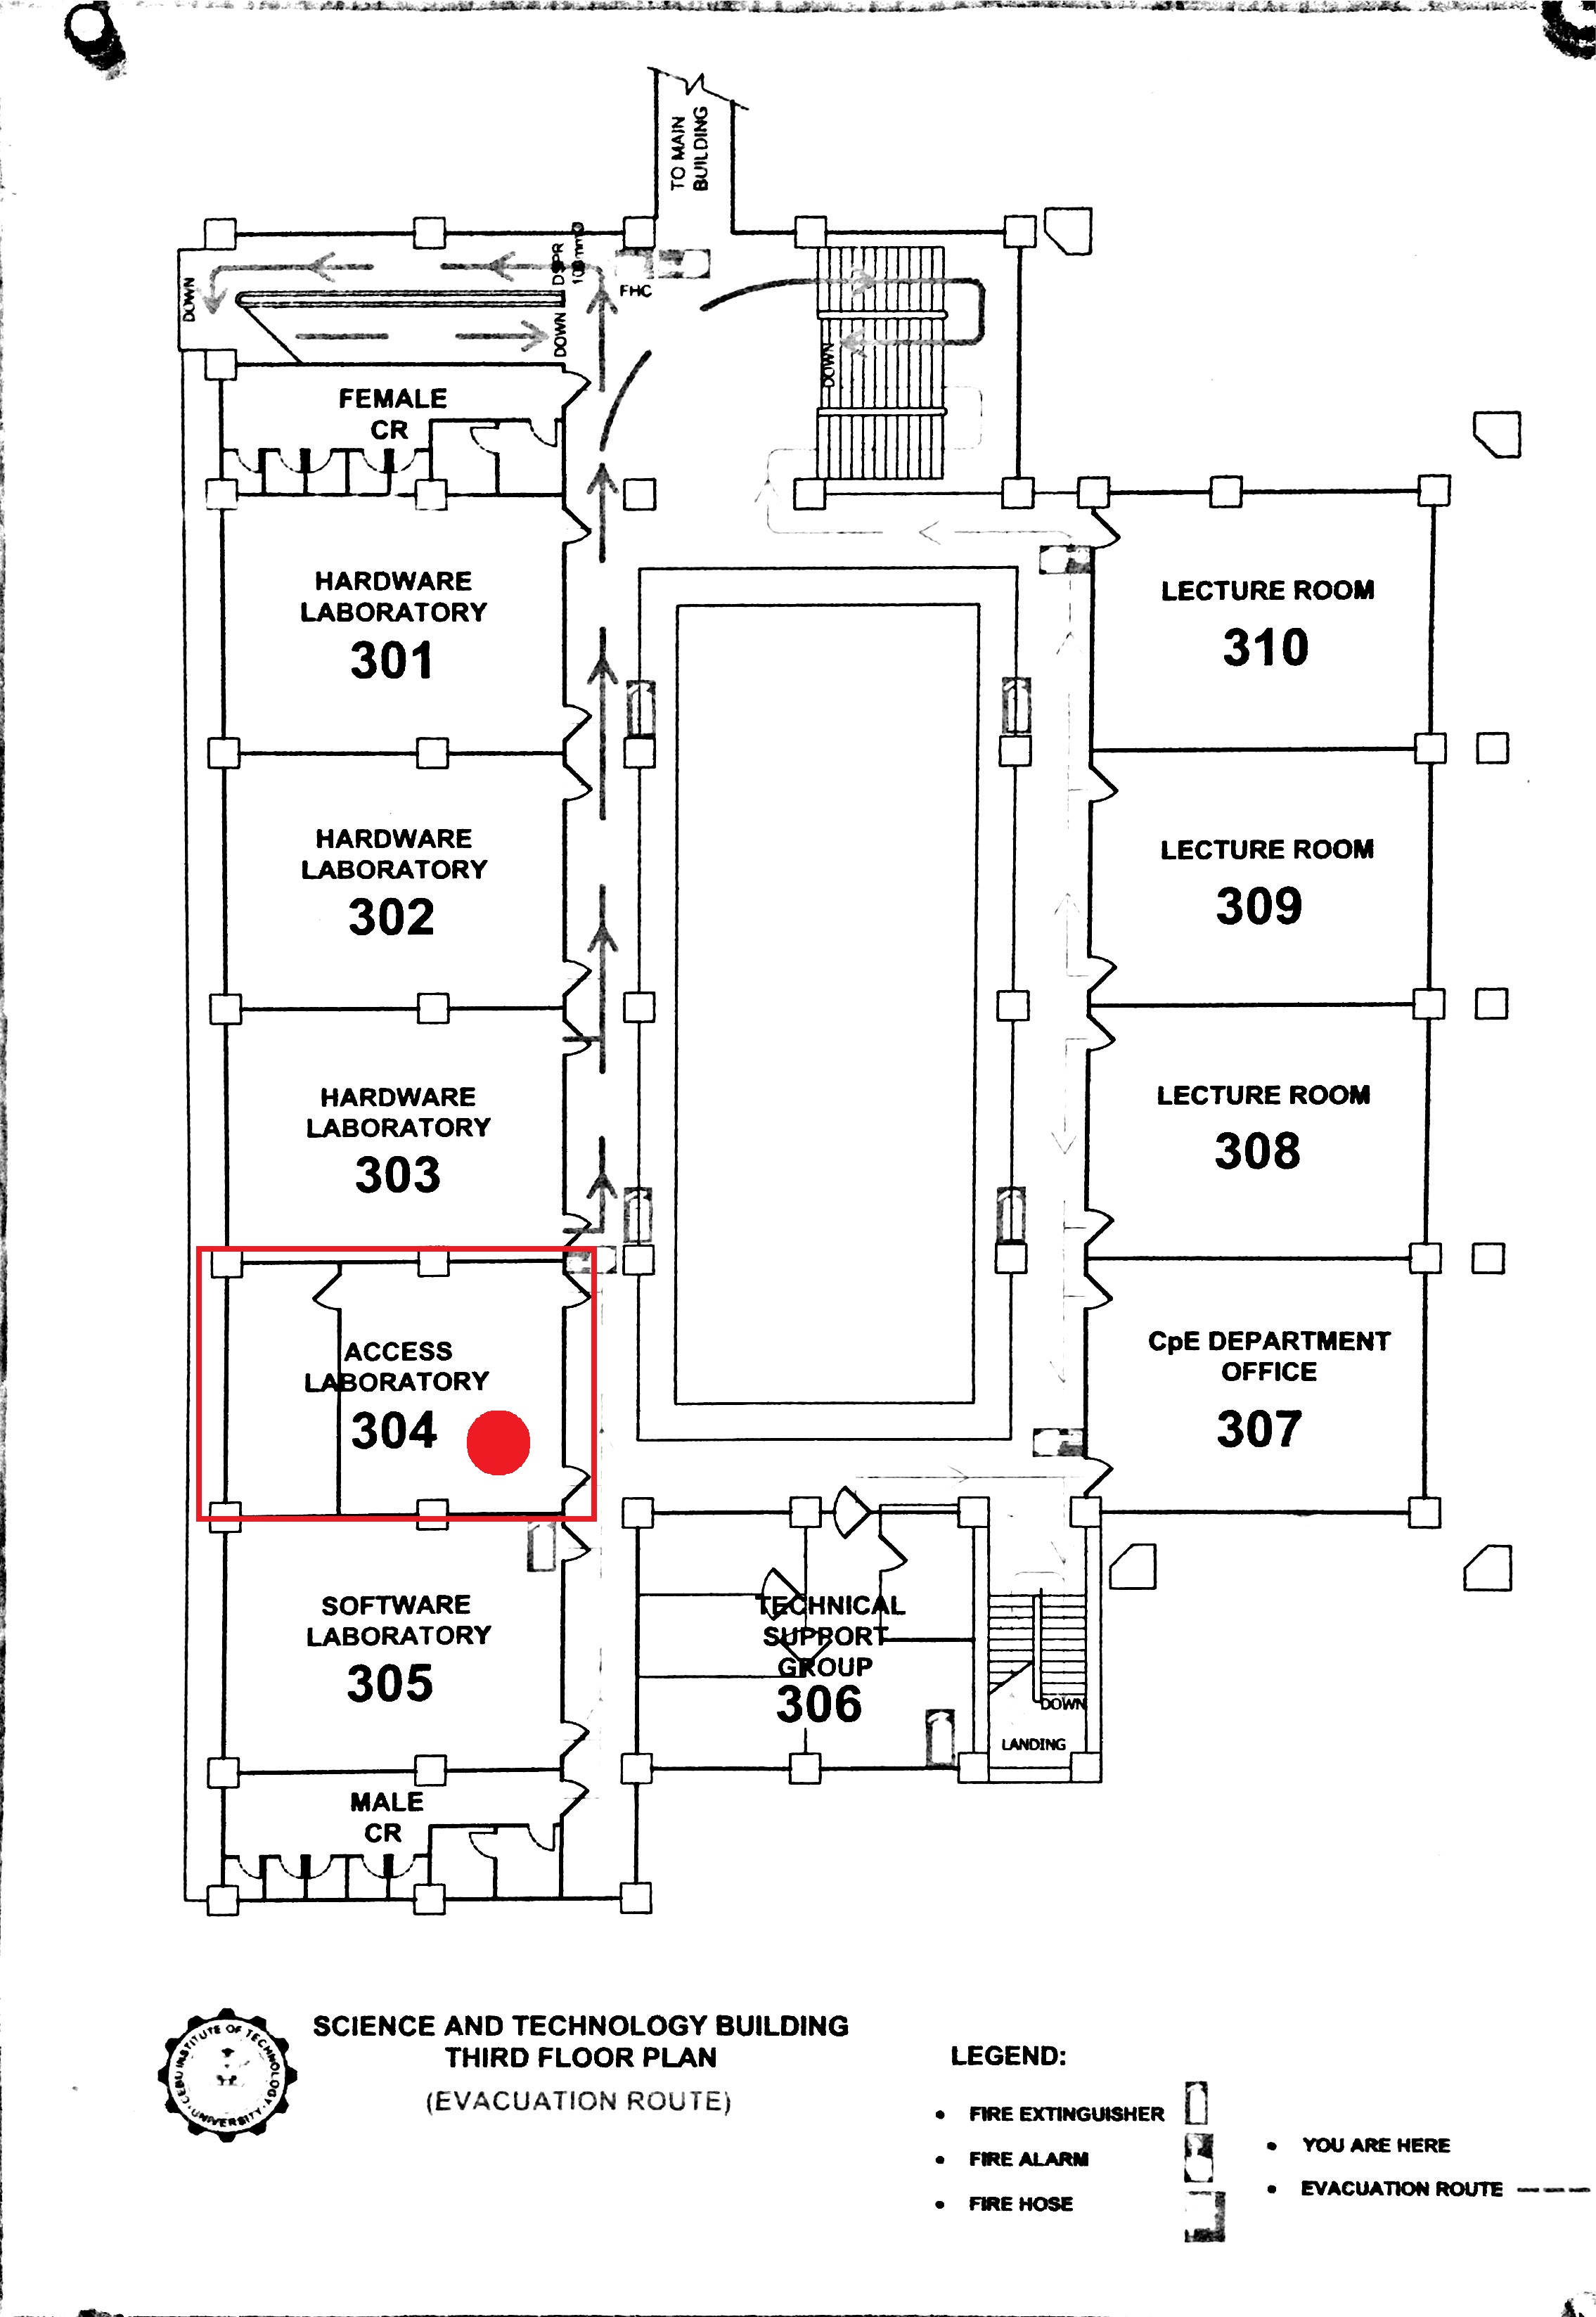 TO MAIN
BUILDING
DOWN
DSPR
100mmØ
FHC
DOWN
DOWN
FEMALE
CR
HARDWARE
LABORATORY
301
LECTURE ROOM
310
HARDWARE
LABORATORY
302
LECTURE ROOM
309
HARDWARE
LABORATORY
303
LECTURE ROOM
308
ACCESS
LABORATORY
304
CpE DEPARTMENT
OFFICE
307
SOFTWARE
LABORATORY
305
TECHNICAL
SUPPORT
GROUP
306
DOWN
LANDING
MALE
CR
CEBU INSTITUTE OF TECHNOLOGY
UNIVERSITY
SCIENCE AND TECHNOLOGY BUILDING
THIRD FLOOR PLAN
(EVACUATION ROUTE)
LEGEND:
• FIRE EXTINGUISHER
• FIRE ALARM
• FIRE HOSE
• YOU ARE HERE
• EVACUATION ROUTE